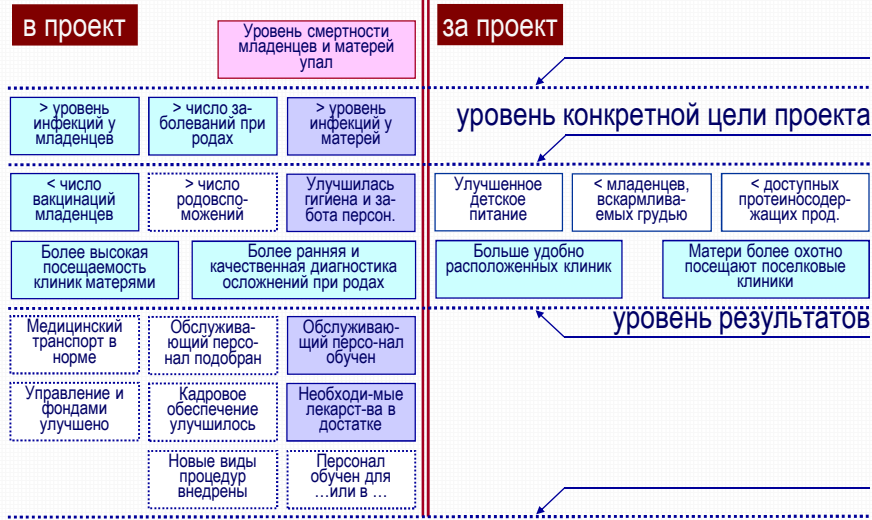 в проект
за проект
Уровень смертности
младенцев и матерей
упал
> уровень
инфекций у
младенцев
> число за-
болеваний при
родах
> уровень
инфекций у
матерей
уровень конкретной цели проекта
< число
вакцинаций
младенцев
> число
родовспо-
можений
Улучшилась
гигиена и за-
бота персон.
Улучшенное
детское
питание
< младенцев,
вскармлива-
емых грудью
< доступных
протеиносодер-
жащих прод.
Более высокая
посещаемость
клиник матерями
Более ранняя и
качественная диагностика
осложнений при родах
Больше удобно
расположенных клиник
Матери более охотно
посещают поселковые
клиники
уровень результатов
Медицинский
транспорт в
норме
Обслужива-
ющий персо-
нал подобран
Обслуживаю-
щий персо-нал
обучен
Управление и
фондами
улучшено
Кадровое
обеспечение
улучшилось
Необходи-мые
лекарст-ва в
достатке
Новые виды
процедур
внедрены
Персонал
обучен для
…или в …